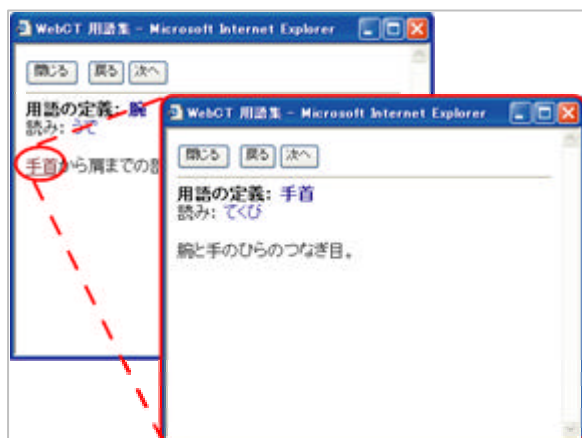 WebCT 用語集 - Microsoft Internet Explorer
閉じる 戻る 次へ
用語の定義: 腕
読み: うで
手首から肩までの
WebCT 用語集 - Microsoft Internet Explorer
閉じる 戻る 次へ
用語の定義: 手首
読み: てくび
腕と手のひらのつなぎ目。